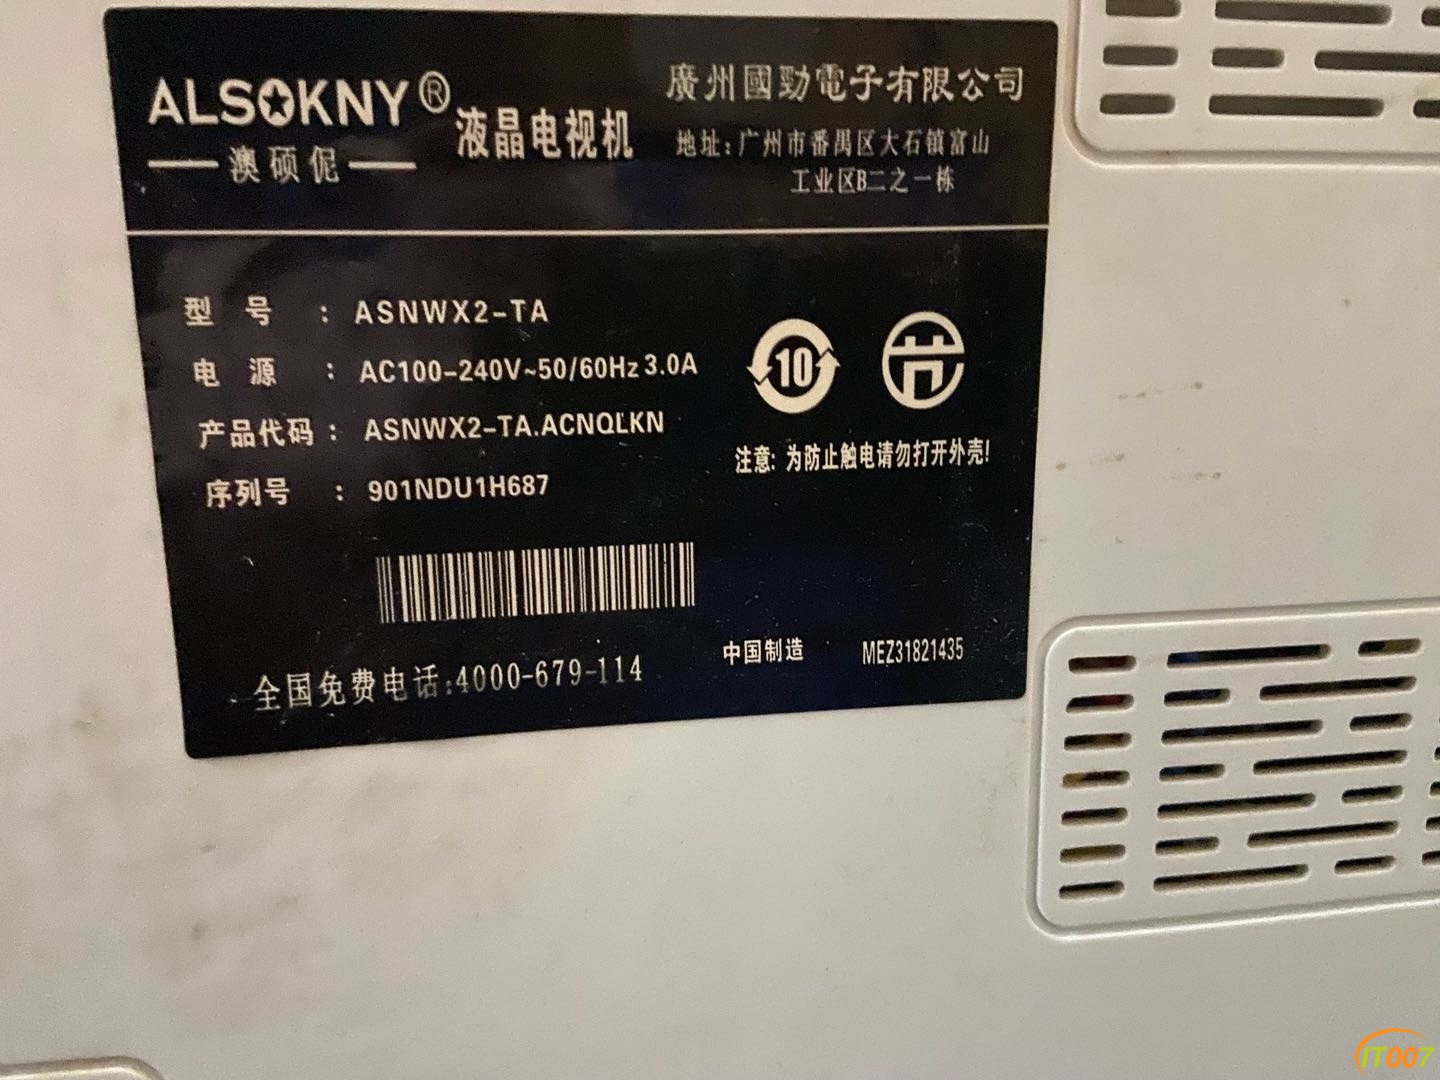 ALSOKNY®
澳硕伲
液晶电视机
廣州國勁電子有限公司
地址:广州市番禺区大石镇富山
工业区B二之一栋
型 号 : ASNWX2-TA
电 源 : AC100-240V~50/60Hz 3.0A
产品代码 : ASNWX2-TA.ACNQLKN
序列号 : 901NDU1H687
10
节
注意: 为防止触电请勿打开外壳!
全国免费电话:4000-679-114
中国制造 MEZ31821435
IT007